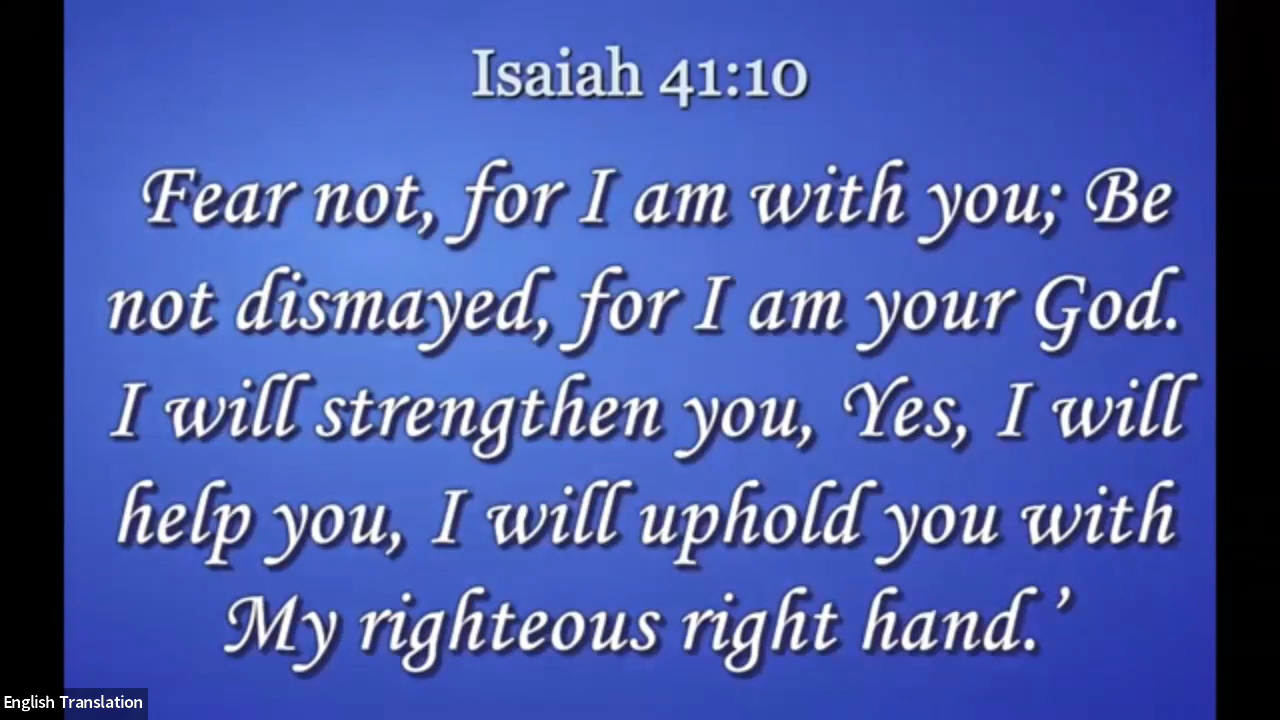 Isaiah 41:10
Fear not, for I am with you; Be
not dismayed, for I am your God.
I will strengthen you, Yes, I will
help you, I will uphold you with
My righteous right hand.’
English Translation